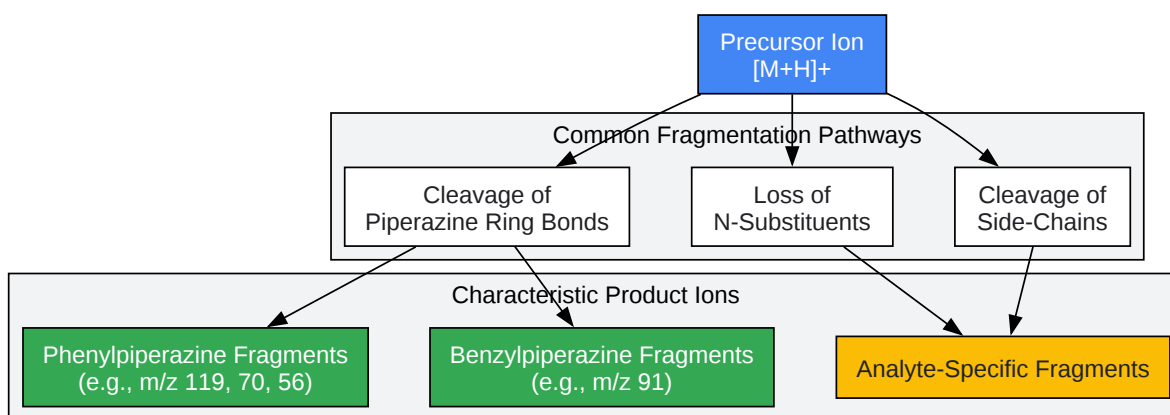 Precursor Ion
[M+H]+
Common Fragmentation Pathways
Cleavage of
Piperazine Ring Bonds
Loss of
N-Substituents
Cleavage of
Side-Chains
Characteristic Product Ions
Phenylpiperazine Fragments
(e.g., m/z 119, 70, 56)
Benzylpiperazine Fragments
(e.g., m/z 91)
Analyte-Specific Fragments